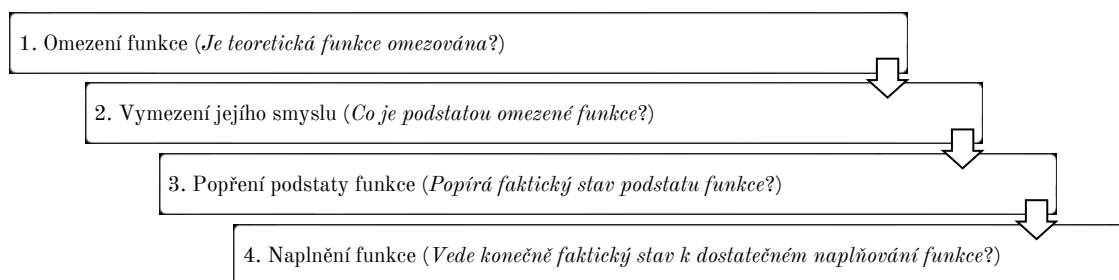 1. Omezení funkce (Je teoretická funkce omezována?)
2. Vymezení jejího smyslu (Co je podstatou omezené funkce?)
3. Popření podstaty funkce (Popírá faktický stav podstatu funkce?)
4. Naplnění funkce (Vede konečně faktický stav k dostatečném naplňování funkce?)